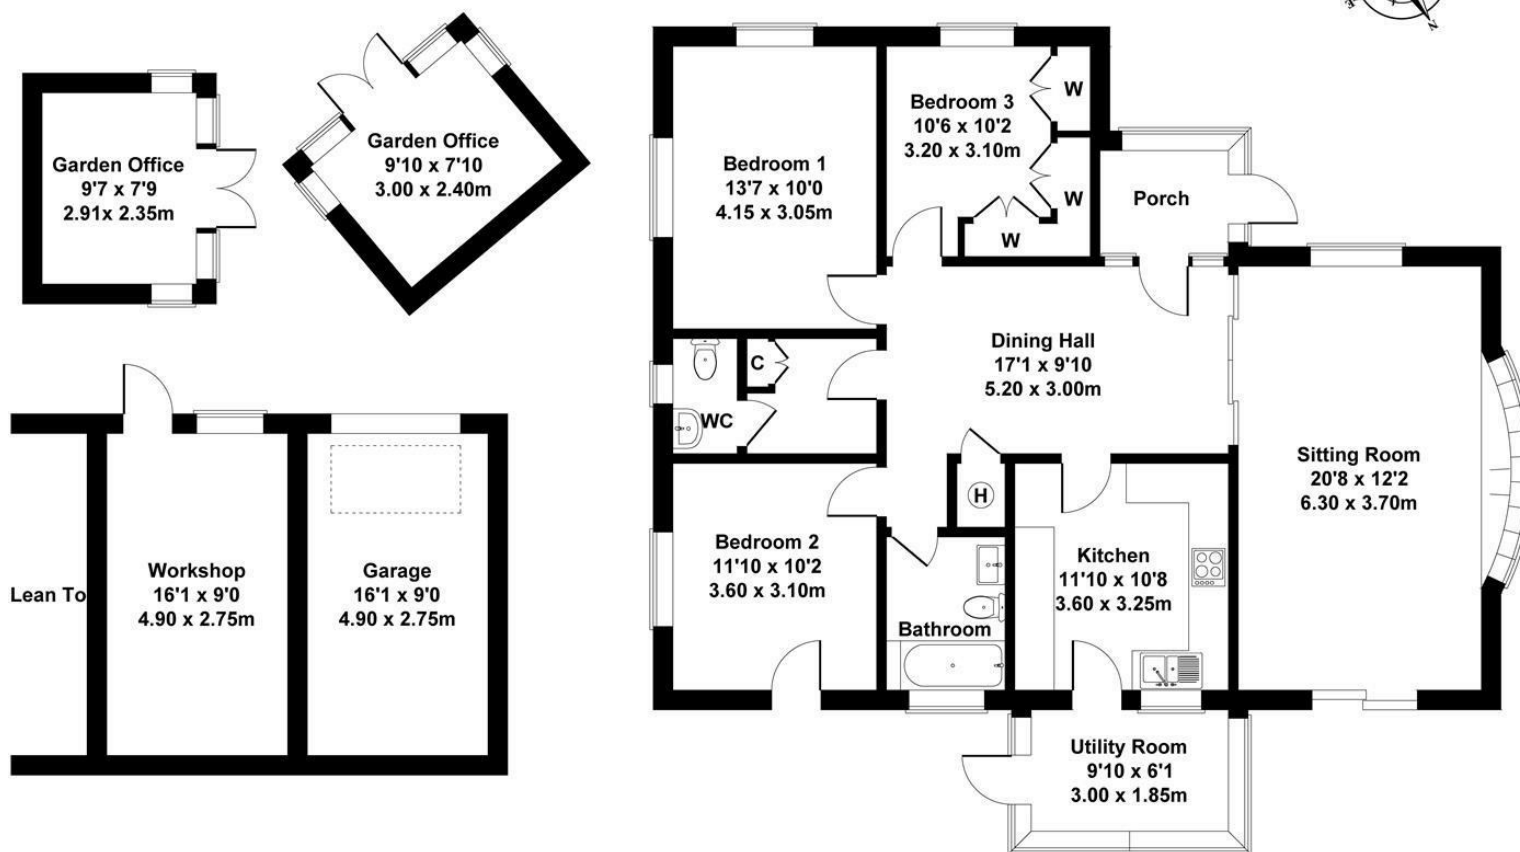 N
Garden Office
9'7 x 7'9
2.91x 2.35m
Garden Office
9'10 x 7'10
3.00 x 2.40m
Bedroom 1
13'7 x 10'0
4.15 x 3.05m
Bedroom 3
10'6 x 10'2
3.20 x 3.10m
W
W
W
Porch
Dining Hall
17'1 x 9'10
5.20 x 3.00m
C
WC
Sitting Room
20'8 x 12'2
6.30 x 3.70m
H
Lean To
Workshop
16'1 x 9'0
4.90 x 2.75m
Garage
16'1 x 9'0
4.90 x 2.75m
Bedroom 2
11'10 x 10'2
3.60 x 3.10m
Bathroom
Kitchen
11'10 x 10'8
3.60 x 3.25m
Utility Room
9'10 x 6'1
3.00 x 1.85m